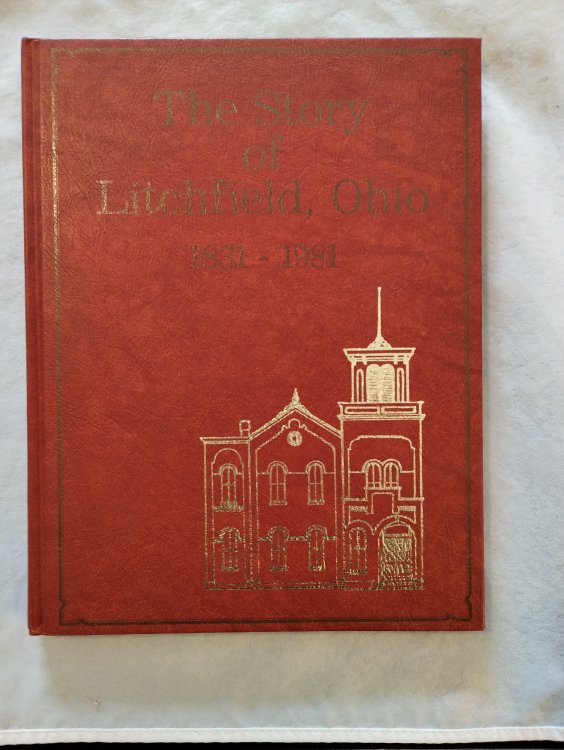 The Story
of
Litchfield, Ohio
1831 - 1981